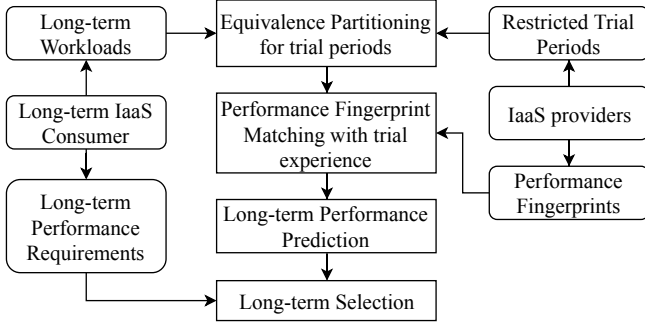 Long-term
Workloads
Equivalence Partitioning
for trial periods
Restricted Trial
Periods
Long-term IaaS
Consumer
Performance Fingerprint
Matching with trial
experience
IaaS providers
Long-term
Performance
Requirements
Long-term Performance
Prediction
Performance
Fingerprints
Long-term Selection